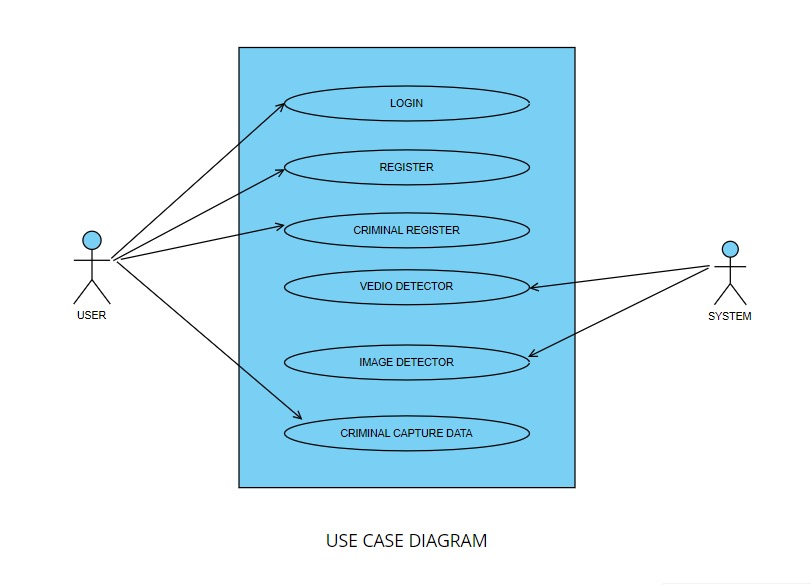 LOGIN
REGISTER
CRIMINAL REGISTER
VEDIO DETECTOR
USER
SYSTEM
IMAGE DETECTOR
CRIMINAL CAPTURE DATA
USE CASE DIAGRAM